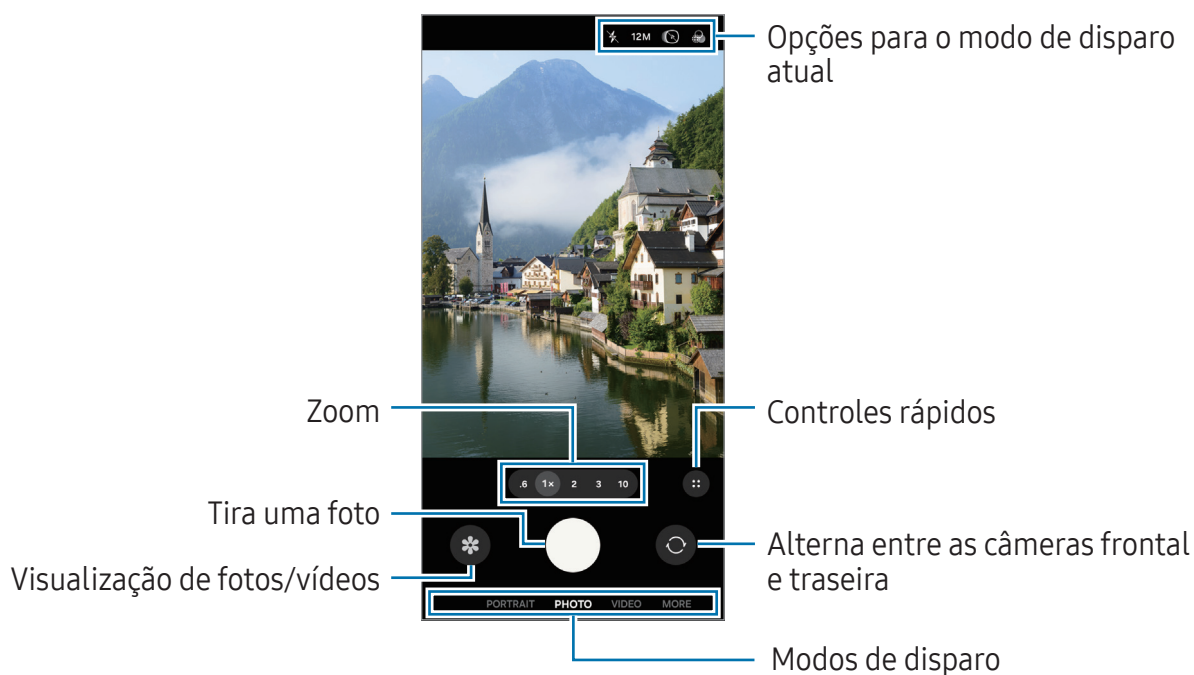 12M
Opções para o modo de disparo
atual
Zoom
Controles rápidos
.6 1× 2 3 10
Tira uma foto
Alterna entre as câmeras frontal
e traseira
Visualização de fotos/vídeos
PORTRAIT PHOTO VIDEO MORE
Modos de disparo